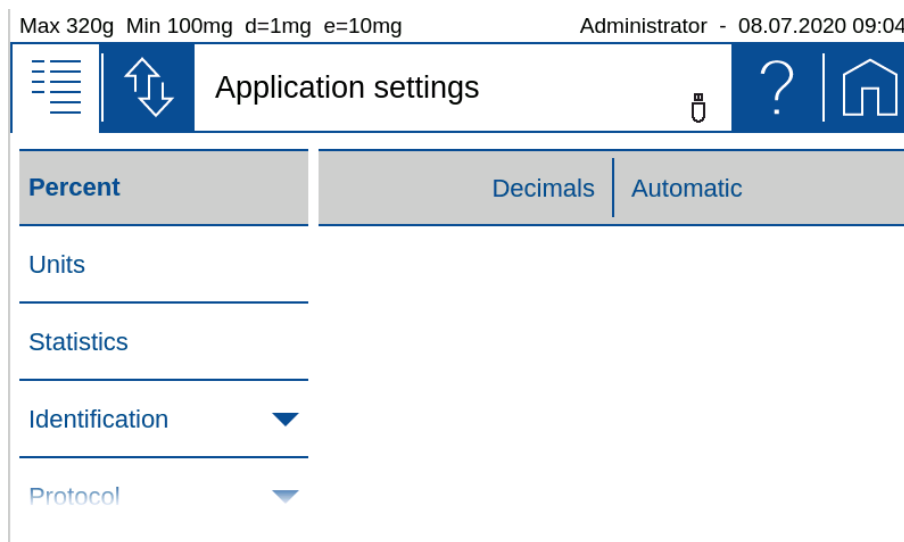 Max 320g Min 100mg d=1mg e=10mg Administrator - 08.07.2020 09:04
Application settings
?
Percent
Decimals Automatic
Units
Statistics
Identification
Protocol